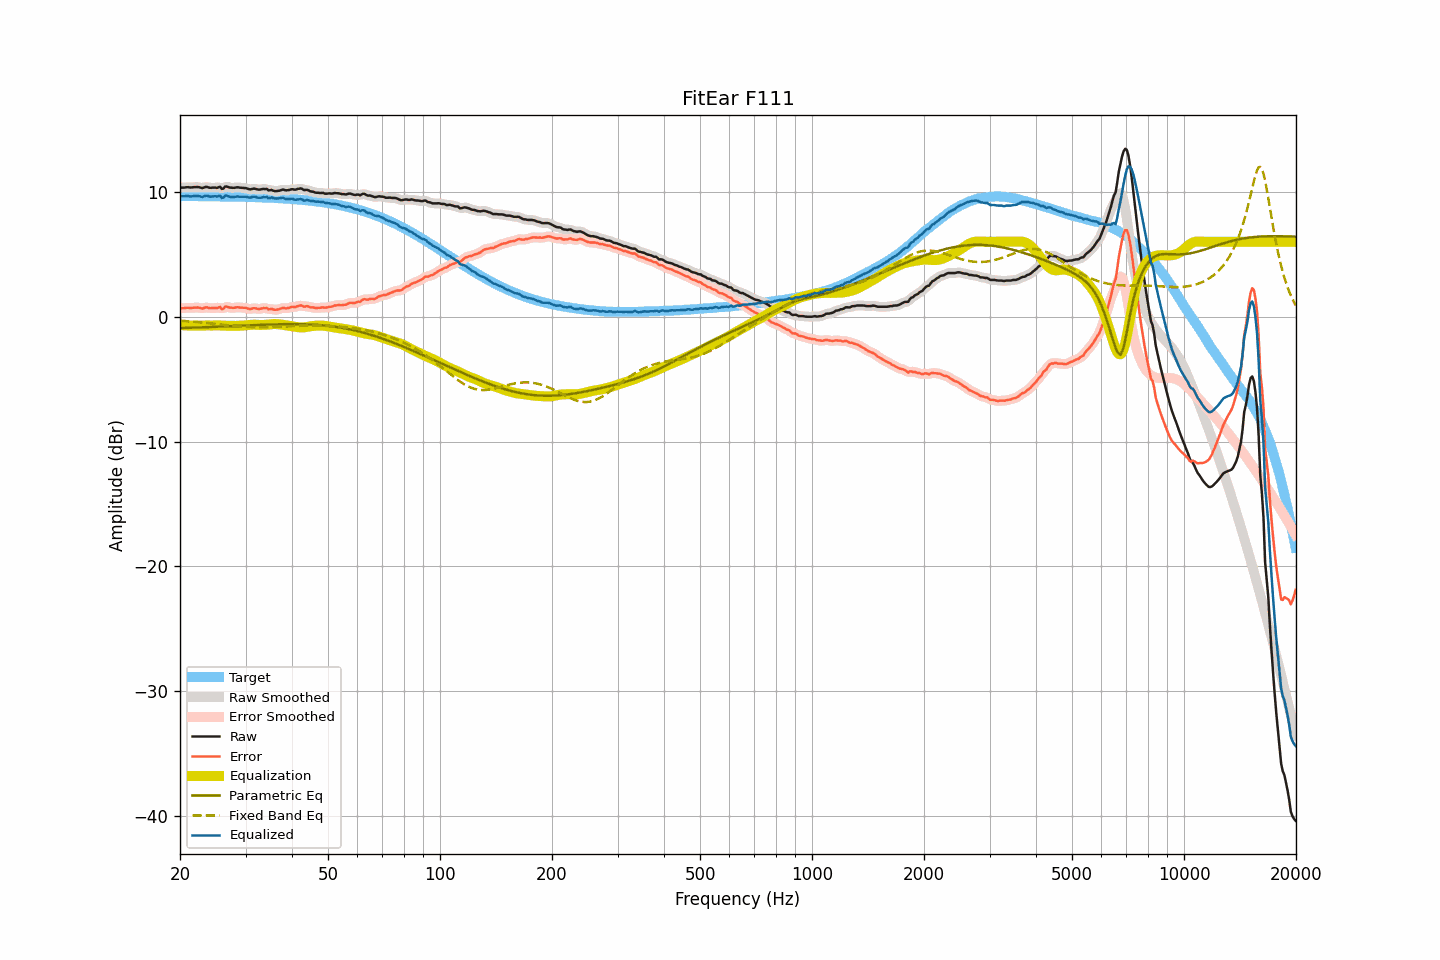 FitEar F111
Amplitude (dBr)
10
0
−10
−20
−30
−40
Target
Raw Smoothed
Error Smoothed
Raw
Error
Equalization
Parametric Eq
Fixed Band Eq
Equalized
20 50 100 200 500 1000 2000 5000 10000 20000
Frequency (Hz)